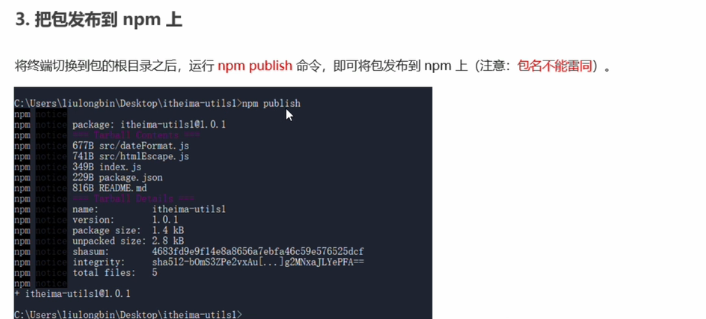 3. 把包发布到 npm 上
将终端切换到包的根目录之后，运行 npm publish 命令，即可将包发布到 npm 上（注意：包名不能雷同）。
C:\Users\liulongbin\Desktop\itheima-utils1>npm publish
npm notice
npm notice package: itheima-utils1@1.0.1
npm notice === Tarball Contents ===
npm notice 677B src/dateFormat.js
npm notice 741B src/htmlEscape.js
npm notice 349B index.js
npm notice 229B package.json
npm notice 816B README.md
npm notice === Tarball Details ===
npm notice name: itheima-utils1
npm notice version: 1.0.1
npm notice package size: 1.4 kB
npm notice unpacked size: 2.8 kB
npm notice shasum: 4683fd9e9f14e8a8656a7ebfa46c59e576525dcf
npm notice integrity: sha512-bOmS3ZPe2vxAu[...]g2MNxaJLYePFA==
npm notice total files: 5
npm notice
+ itheima-utils1@1.0.1
C:\Users\liulongbin\Desktop\itheima-utils1>